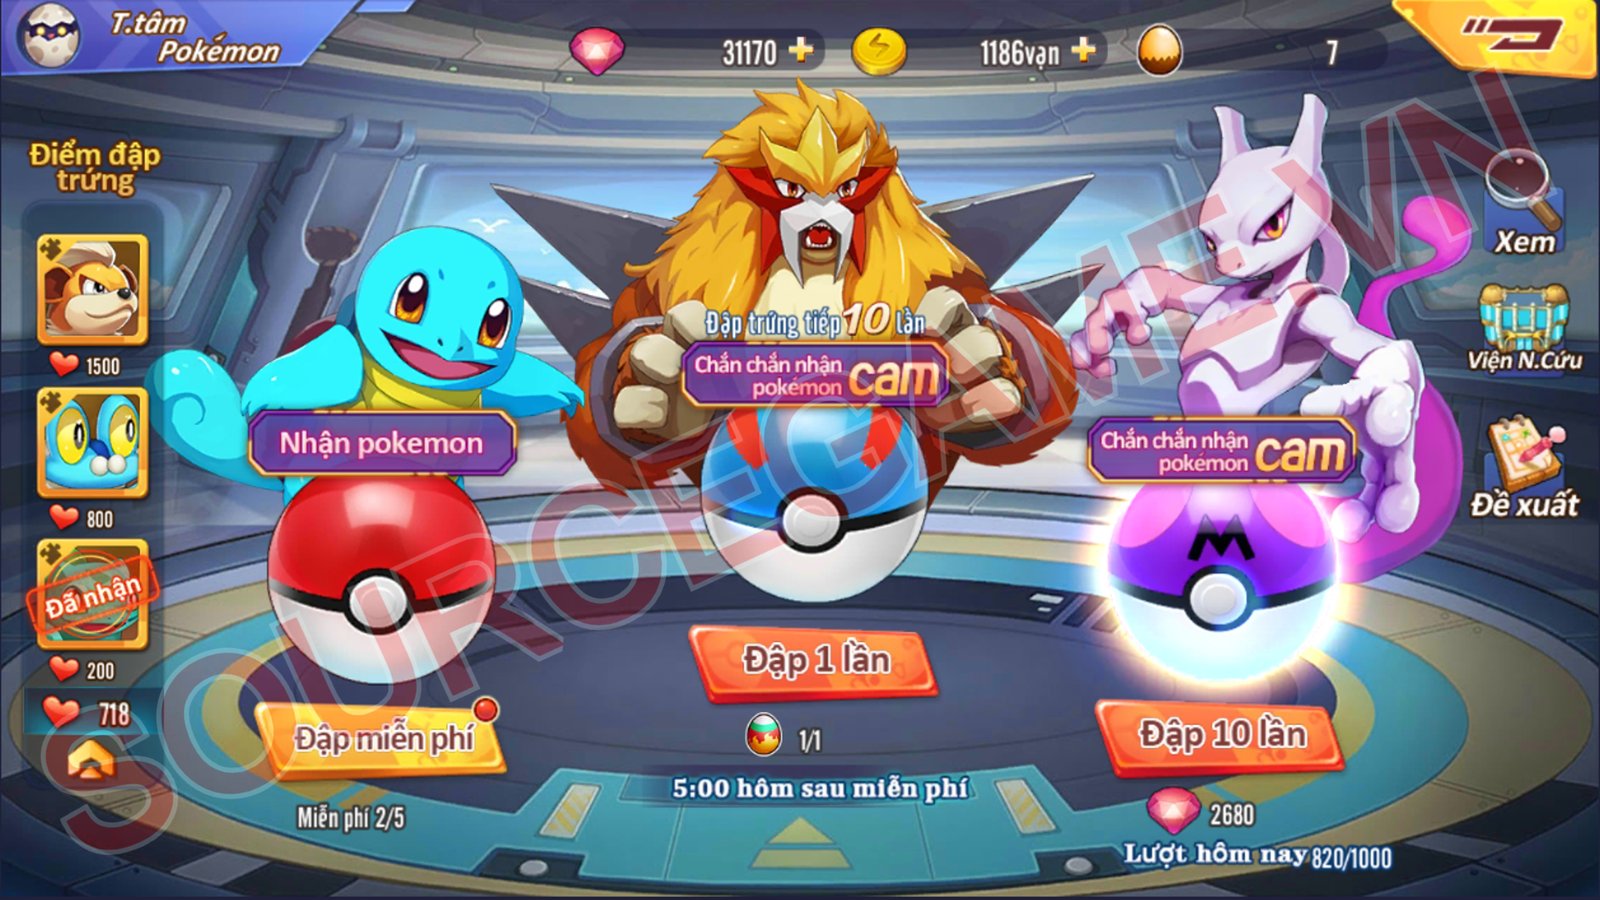 T.tâm
Pokémon
31170
1186vạn
7
Điểm đập
trứng
1500
800
Đã nhận
200
718
Nhận pokemon
Đập miễn phí
Miễn phí 2/5
Đập trứng tiếp 10 lần
Chắn chắn nhận
pokémon cam
Đập 1 lần
1/1
5:00 hôm sau miễn phí
Chắn chắn nhận
pokémon cam
M
Đập 10 lần
2680
Lượt hôm nay 820/1000
Xem
Viện N.Cứu
Đề xuất
SOURCEGAME.VN